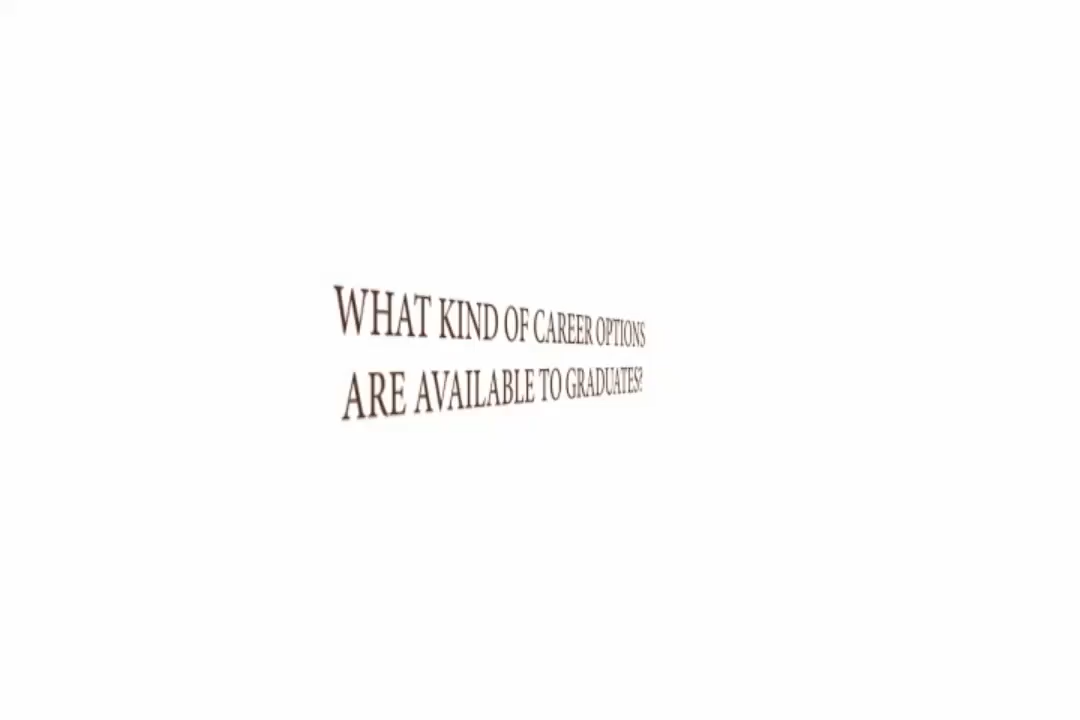 WHAT KIND OF CAREER OPTIONS
ARE AVAILABLE TO GRADUATES?